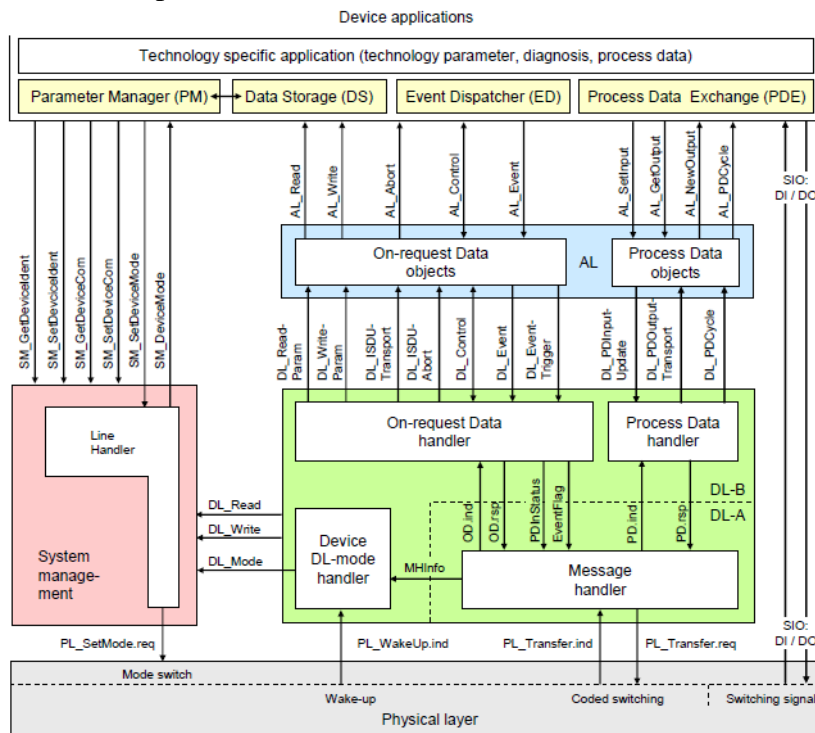 Device applications
Technology specific application (technology parameter, diagnosis, process data)
Parameter Manager (PM)
Data Storage (DS)
Event Dispatcher (ED)
Process Data Exchange (PDE)
SM_GetDeviceIdent
SM_SetDevciceIdent
SM_GetDeviceCom
SM_SetDeviceCom
SM_SetDeviceMode
SM_DeviceMode
AL_Read
AL_Write
AL_Abort
AL_Control
AL_Event
AL_SetInput
AL_GetOutput
AL_NewOutput
AL_PDCycle
SIO:
DI / DO
On-request Data
objects
AL
Process Data
objects
DL_Read-
Param
DL_Write-
Param
DL_ISDU-
Transport
DL_ISDU-
Abort
DL_Control
DL_Event
DL_Event-
Trigger
DL_PDInput-
Update
DL_PDOutput-
Transport
DL_PDCycle
Line
Handler
On-request Data
handler
Process Data
handler
DL-B
DL-A
OD.ind
OD.rsp
PDInStatus
EventFlag
PD.ind
PD.rsp
DL_Read
DL_Write
DL_Mode
System
manage-
ment
Device
DL-mode
handler
MHInfo
Message
handler
PL_SetMode.req
PL_WakeUp.ind
PL_Transfer.ind
PL_Transfer.req
SIO:
DI / DO
Mode switch
Wake-up
Coded switching
Switching signal
Physical layer